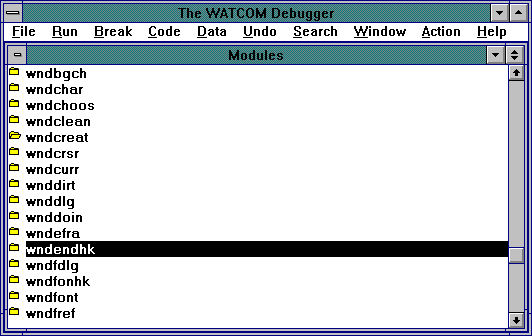 The WATCOM Debugger
File Run Break Code Data Undo Search Window Action Help
Modules
wndbgch
wndchar
wndchoos
wndclean
wndcreat
wndcrsr
wndcurr
wnddirt
wnddlg
wnddoin
wndefra
wndendhk
wndfdlg
wndfonhk
wndfont
wndfref